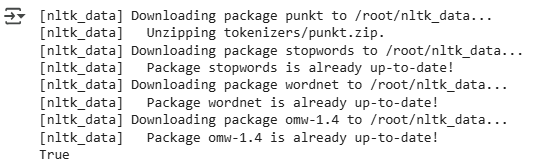 [nltk_data] Downloading package punkt to /root/nltk_data...
[nltk_data]   Unzipping tokenizers/punkt.zip.
[nltk_data] Downloading package stopwords to /root/nltk_data...
[nltk_data]   Package stopwords is already up-to-date!
[nltk_data] Downloading package wordnet to /root/nltk_data...
[nltk_data]   Package wordnet is already up-to-date!
[nltk_data] Downloading package omw-1.4 to /root/nltk_data...
[nltk_data]   Package omw-1.4 is already up-to-date!
True